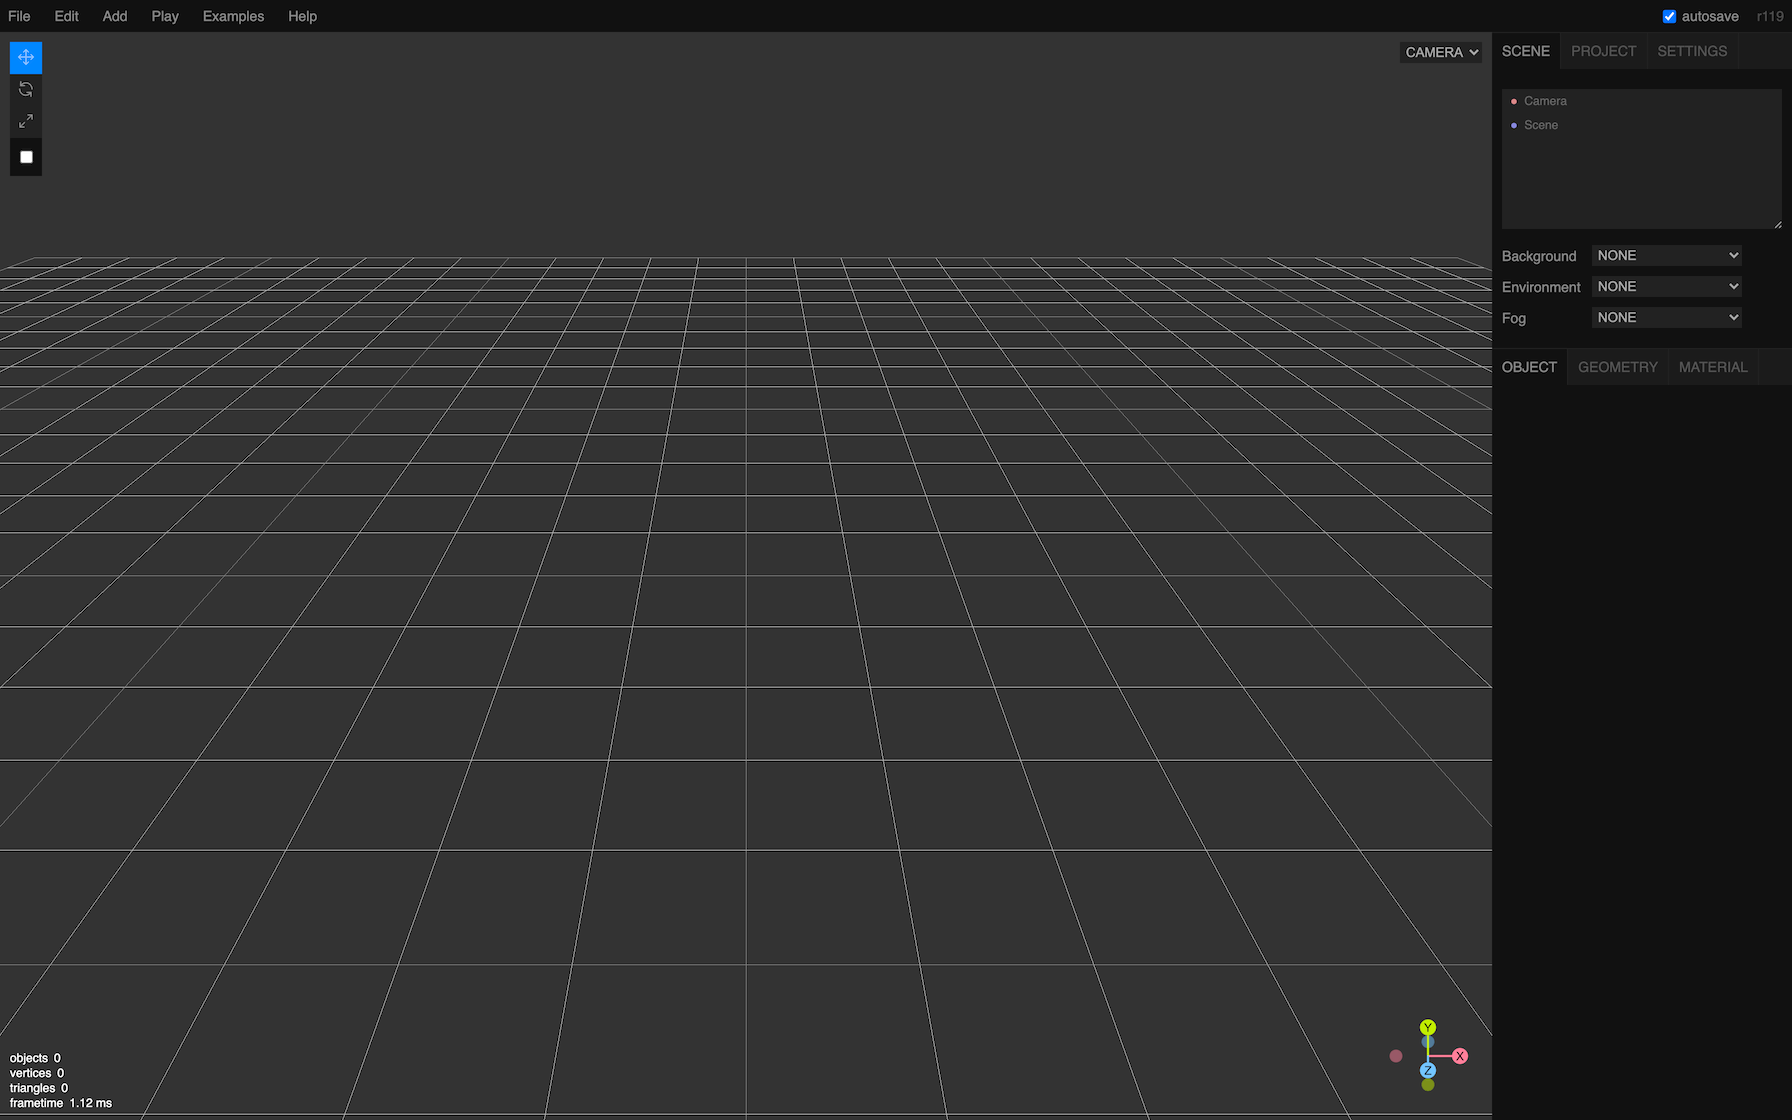 File Edit Add Play Examples Help autosave r119
CAMERA
SCENE PROJECT SETTINGS
Camera
Scene
Background NONE
Environment NONE
Fog NONE
OBJECT GEOMETRY MATERIAL
Y
X
Z
objects 0
vertices 0
triangles 0
frametime 1.12 ms